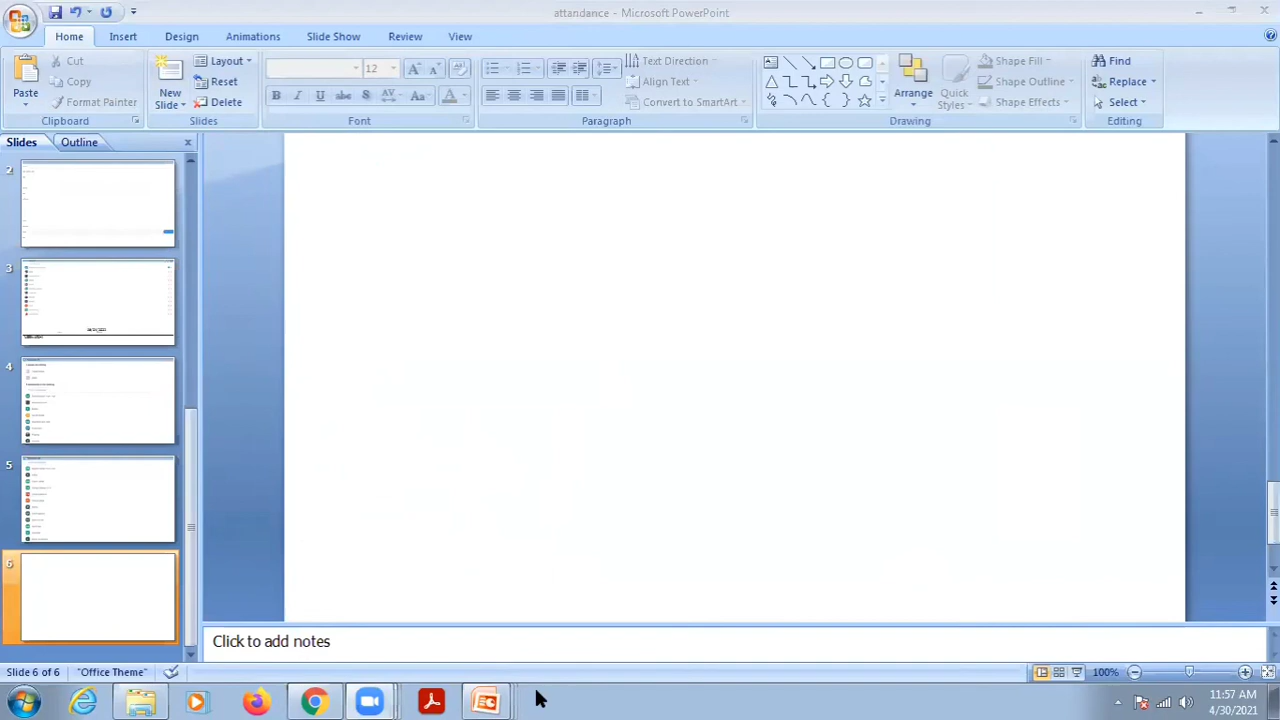 attandance - Microsoft PowerPoint
Home Insert Design Animations Slide Show Review View
Paste
Cut
Copy
Format Painter
Clipboard
New Slide
Layout
Reset
Delete
Slides
12
B I U abc S AV Aa A
Font
Text Direction
Align Text
Convert to SmartArt
Paragraph
Arrange
Quick Styles
Shape Fill
Shape Outline
Shape Effects
Drawing
Find
Replace
Select
Editing
Slides Outline
2
3
4
5
6
Click to add notes
Slide 6 of 6 "Office Theme" 100%
11:57 AM
4/30/2021